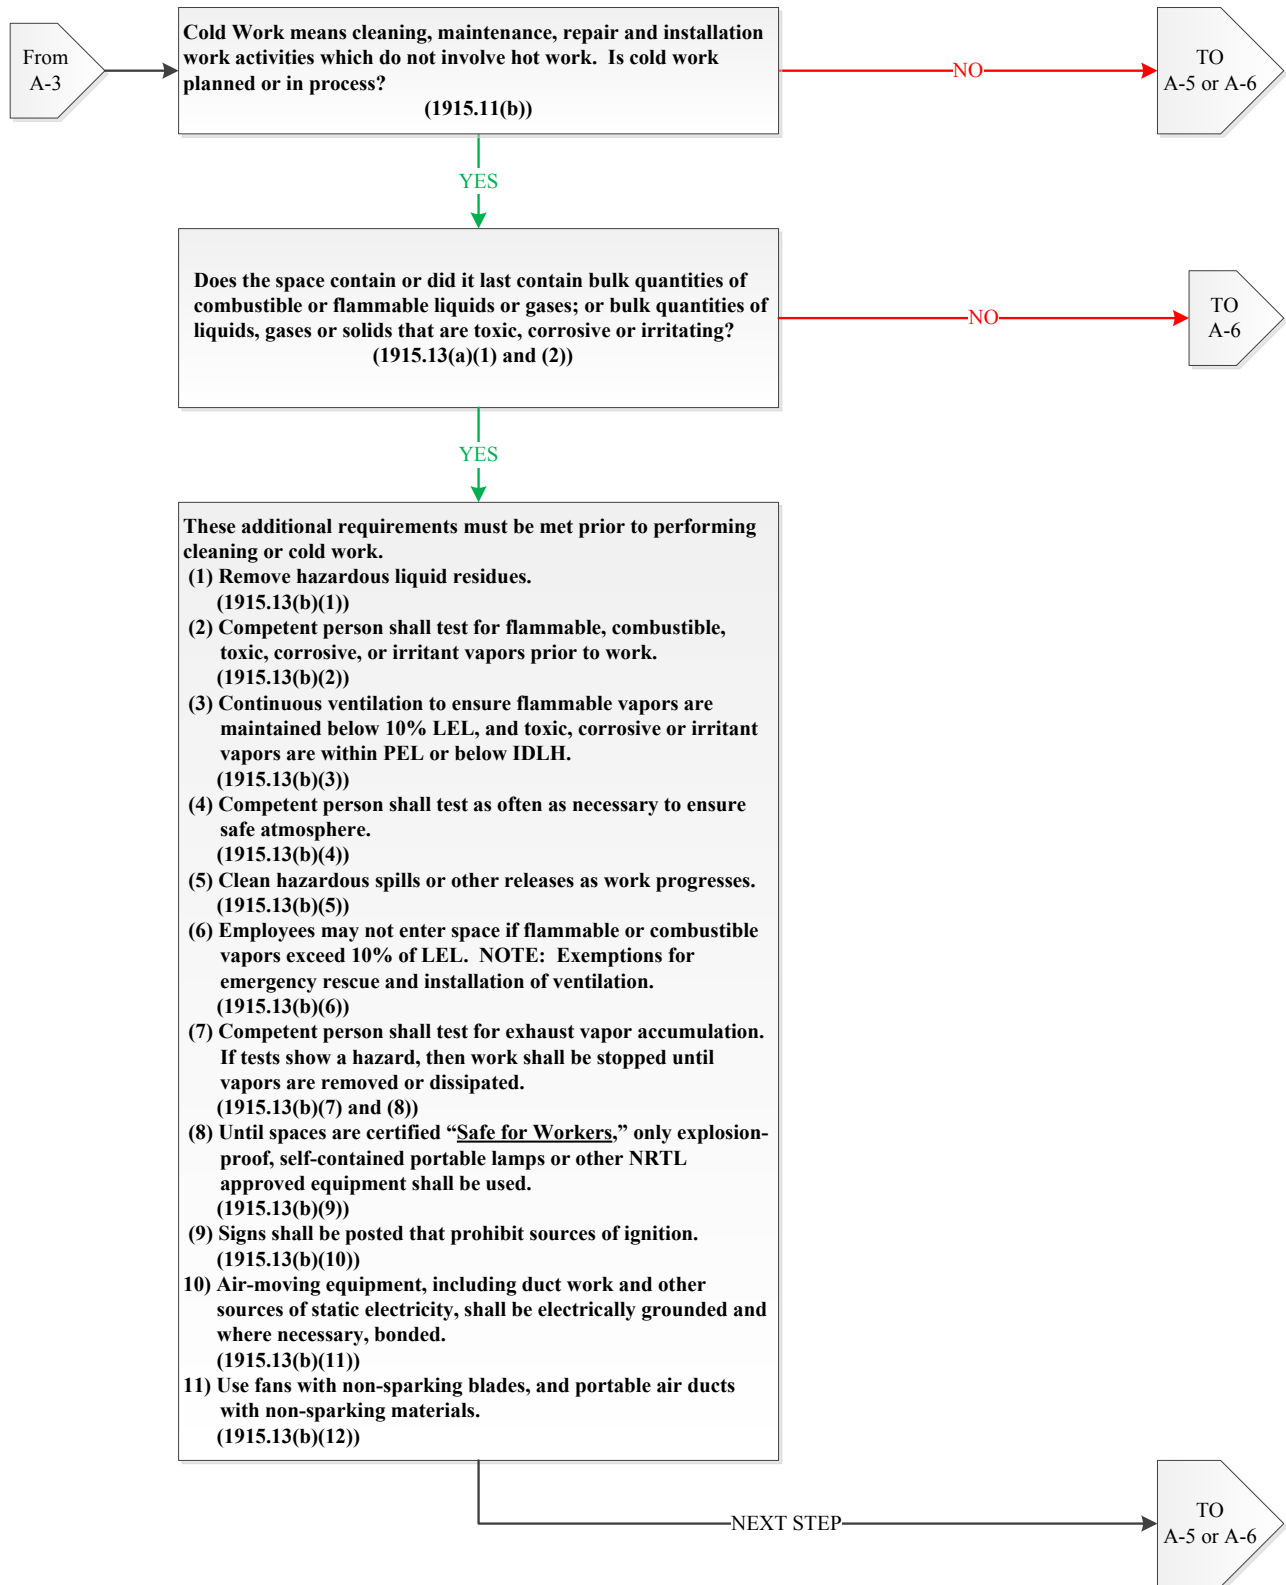 From
A-3
Cold Work means cleaning, maintenance, repair and installation
work activities which do not involve hot work.  Is cold work
planned or in process?
(1915.11(b))
NO
TO
A-5 or A-6
YES
Does the space contain or did it last contain bulk quantities of
combustible or flammable liquids or gases; or bulk quantities of
liquids, gases or solids that are toxic, corrosive or irritating?
(1915.13(a)(1) and (2))
NO
TO
A-6
YES
These additional requirements must be met prior to performing
cleaning or cold work.
(1) Remove hazardous liquid residues.
(1915.13(b)(1))
(2) Competent person shall test for flammable, combustible,
toxic, corrosive, or irritant vapors prior to work.
(1915.13(b)(2))
(3) Continuous ventilation to ensure flammable vapors are
maintained below 10% LEL, and toxic, corrosive or irritant
vapors are within PEL or below IDLH.
(1915.13(b)(3))
(4) Competent person shall test as often as necessary to ensure
safe atmosphere.
(1915.13(b)(4))
(5) Clean hazardous spills or other releases as work progresses.
(1915.13(b)(5))
(6) Employees may not enter space if flammable or combustible
vapors exceed 10% of LEL.  NOTE:  Exemptions for
emergency rescue and installation of ventilation.
(1915.13(b)(6))
(7) Competent person shall test for exhaust vapor accumulation.
If tests show a hazard, then work shall be stopped until
vapors are removed or dissipated.
(1915.13(b)(7) and (8))
(8) Until spaces are certified “Safe for Workers,” only explosion-
proof, self-contained portable lamps or other NRTL
approved equipment shall be used.
(1915.13(b)(9))
(9) Signs shall be posted that prohibit sources of ignition.
(1915.13(b)(10))
10) Air-moving equipment, including duct work and other
sources of static electricity, shall be electrically grounded and
where necessary, bonded.
(1915.13(b)(11))
11) Use fans with non-sparking blades, and portable air ducts
with non-sparking materials.
(1915.13(b)(12))
NEXT STEP
TO
A-5 or A-6